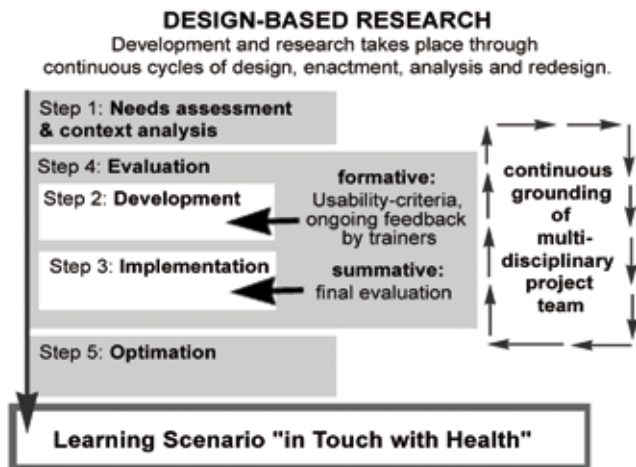 DESIGN-BASED RESEARCH
Development and research takes place through
continuous cycles of design, enactment, analysis and redesign.
Step 1: Needs assessment
& context analysis
Step 4: Evaluation
Step 2: Development
formative:
Usability-criteria,
ongoing feedback
by trainers
Step 3: Implementation
summative:
final evaluation
continuous
grounding
of
multi-
disciplinary
project
team
Step 5: Optimation
Learning Scenario "in Touch with Health"